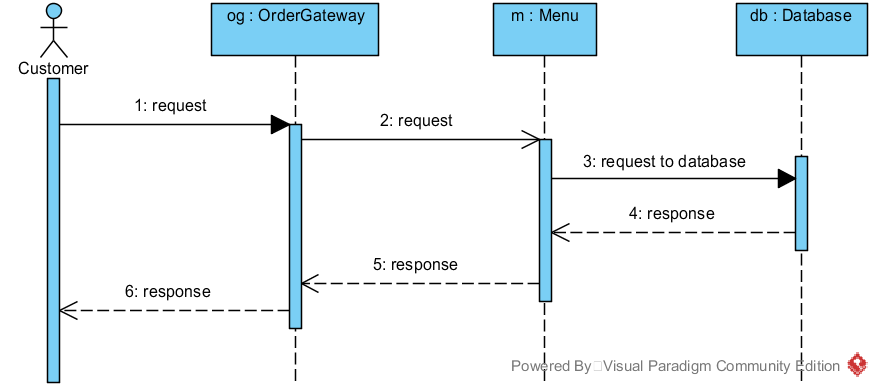 og : OrderGateway
m : Menu
db : Database
Customer
1: request
2: request
3: request to database
4: response
5: response
6: response
Powered By Visual Paradigm Community Edition